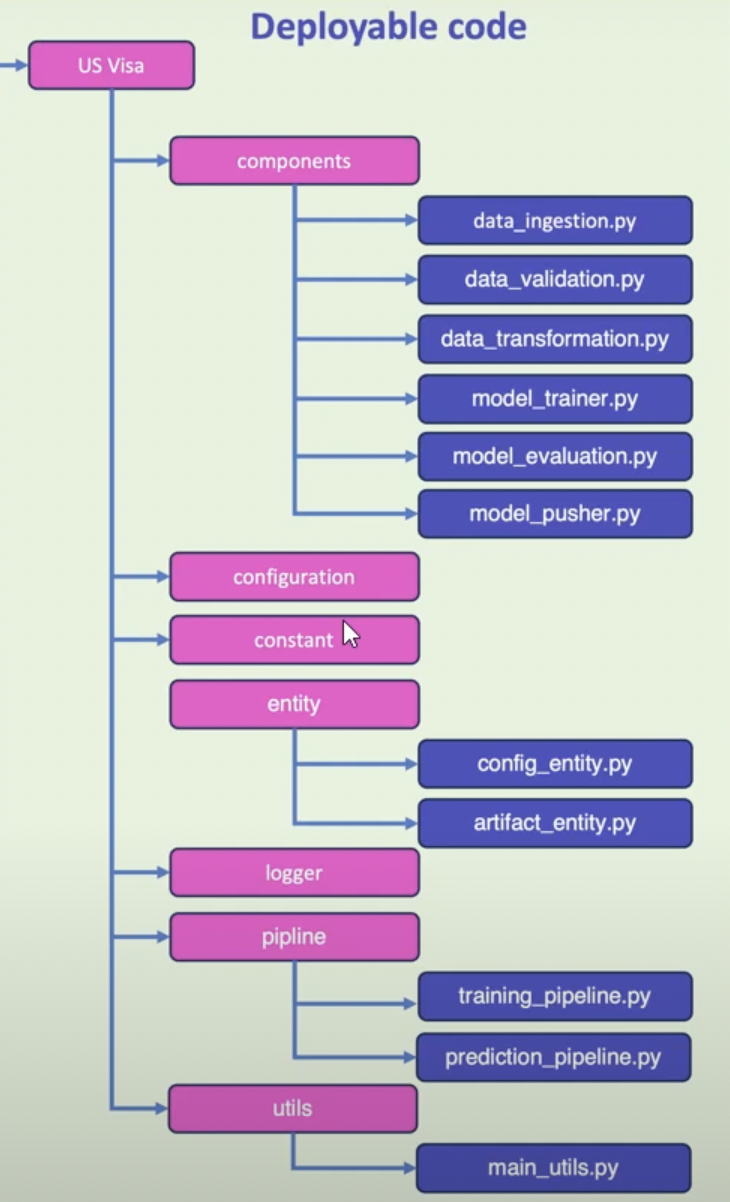 Deployable code
US Visa
components
data_ingestion.py
data_validation.py
data_transformation.py
model_trainer.py
model_evaluation.py
model_pusher.py
configuration
constant
entity
config_entity.py
artifact_entity.py
logger
pipline
training_pipeline.py
prediction_pipeline.py
utils
main_utils.py